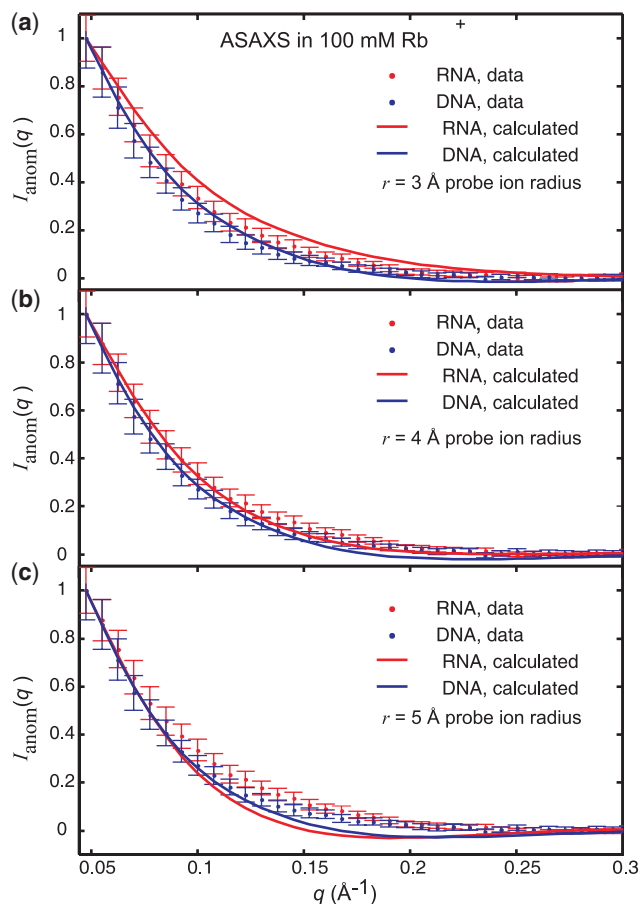 (a)
ASAXS in 100 mM Rb+
RNA, data
DNA, data
RNA, calculated
DNA, calculated
r = 3 Å probe ion radius
Ianom(q)
1
0.8
0.6
0.4
0.2
0
(b)
RNA, data
DNA, data
RNA, calculated
DNA, calculated
r = 4 Å probe ion radius
Ianom(q)
1
0.8
0.6
0.4
0.2
0
(c)
RNA, data
DNA, data
RNA, calculated
DNA, calculated
r = 5 Å probe ion radius
Ianom(q)
1
0.8
0.6
0.4
0.2
0
0.05 0.1 0.15 0.2 0.25 0.3
q (Å-1)